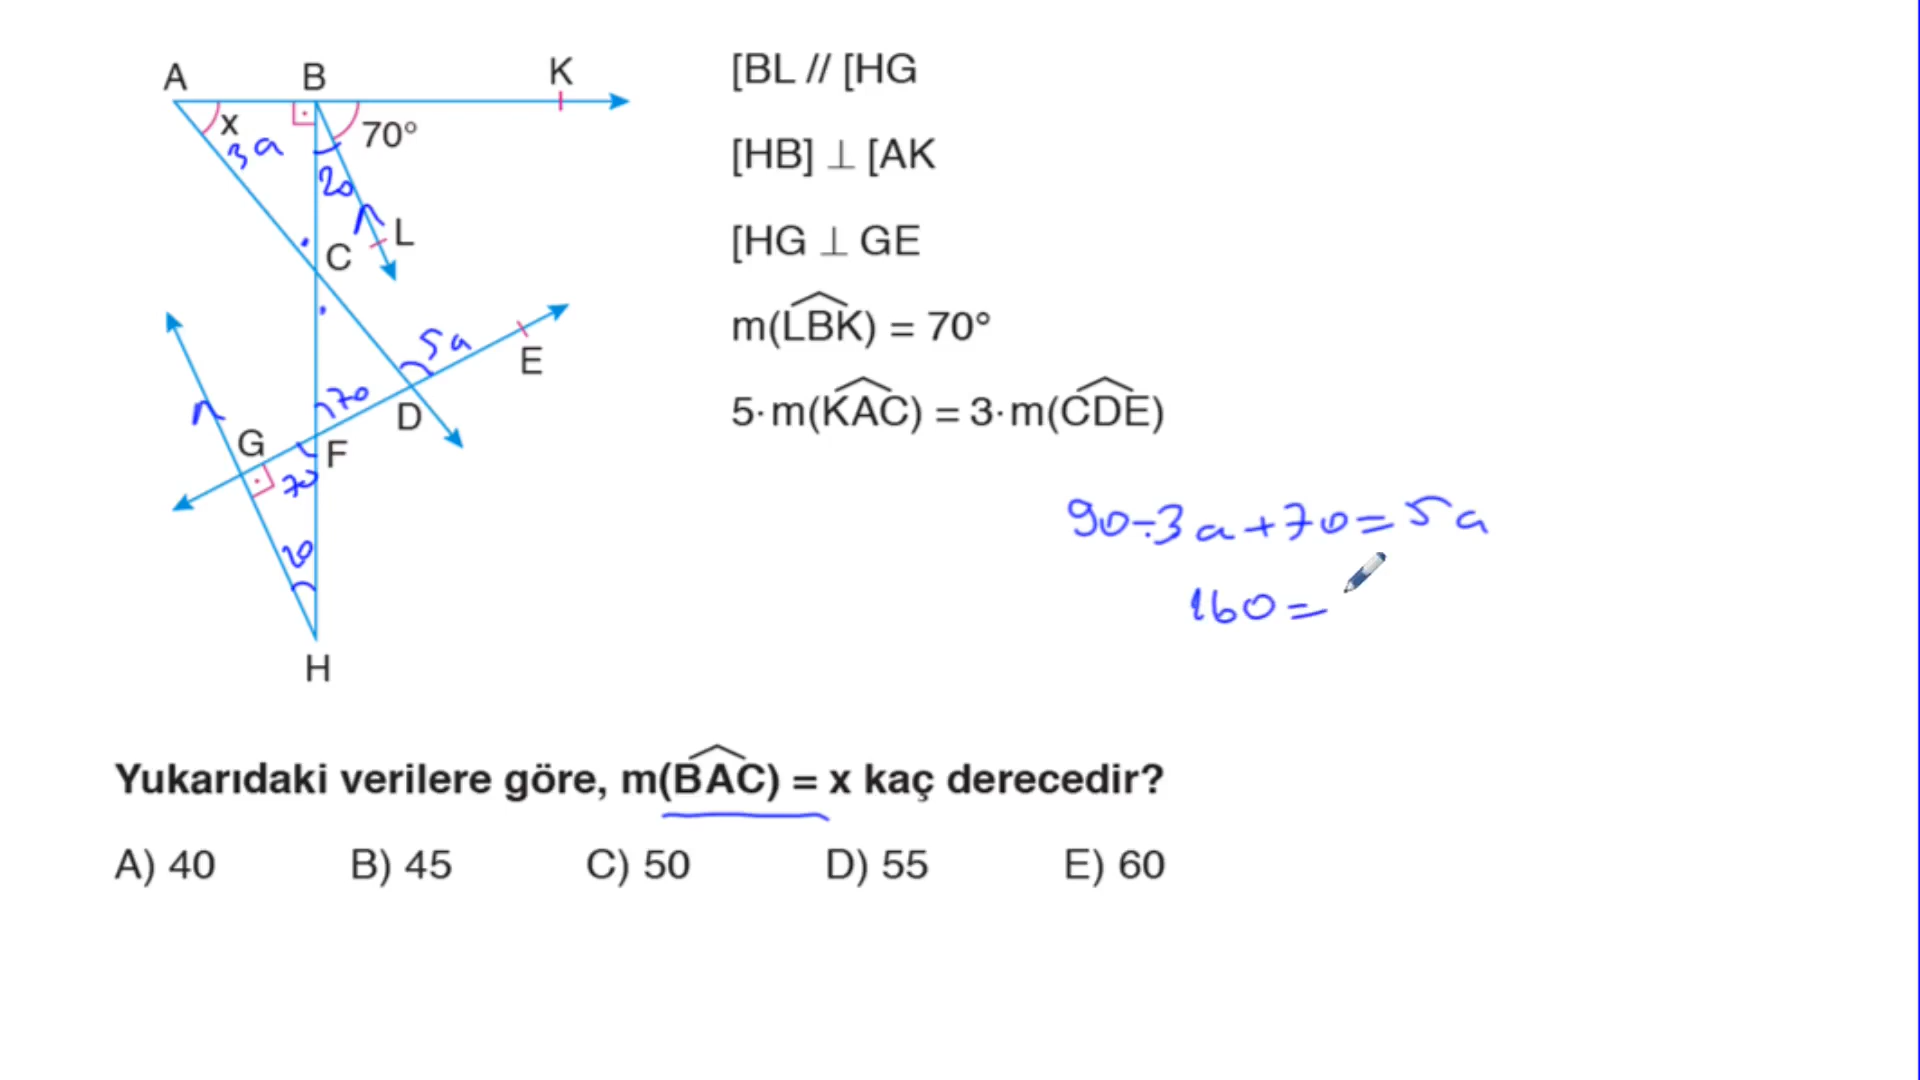 A B K
x 70°
3a
20
L
C
5a
E
70
D
G
F
70
20
H
[BL // [HG
[HB] ⊥ [AK
[HG ⊥ GE
m(LBK) = 70°
5·m(KAC) = 3·m(CDE)
90-3a+70=5a
160=
Yukarıdaki verilere göre, m(BAC) = x kaç derecedir?
A) 40 B) 45 C) 50 D) 55 E) 60